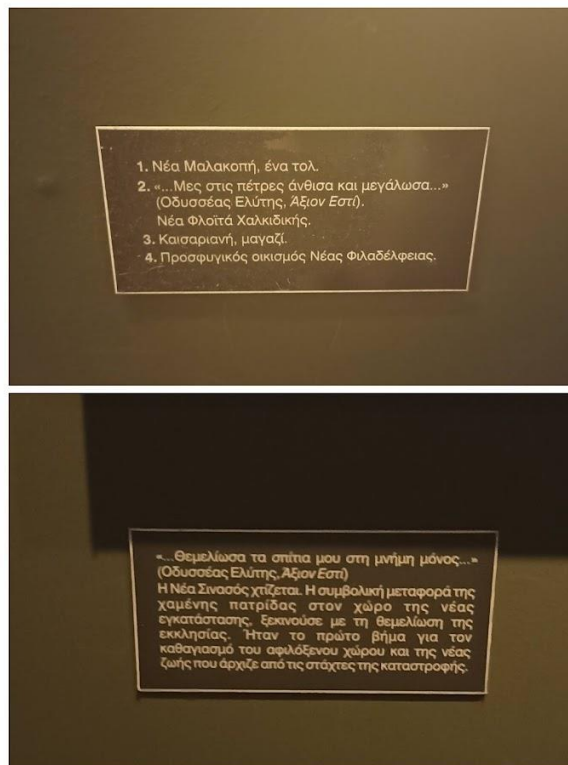 1. Νέα Μαλακοπή, ένα τολ.
2. «...Μες στις πέτρες άνθισα και μεγάλωσα...»
(Οδυσσέας Ελύτης, Άξιον Εστί).
Νέα Φλοϊτά Χαλκιδικής.
3. Καισαριανή, μαγαζί.
4. Προσφυγικός οικισμός Νέας Φιλαδέλφειας.
«...Θεμελίωσα τα σπίτια μου στη μνήμη μόνος...»
(Οδυσσέας Ελύτης, Άξιον Εστί)
Η Νέα Σινασός χτίζεται. Η συμβολική μεταφορά της
χαμένης πατρίδας στον χώρο της νέας
εγκατάστασης, ξεκινούσε με τη θεμελίωση της
εκκλησίας. Ήταν το πρώτο βήμα για τον
καθαγιασμό του αφιλόξενου χώρου και της νέας
ζωής που άρχιζε από τις στάχτες της καταστροφής.